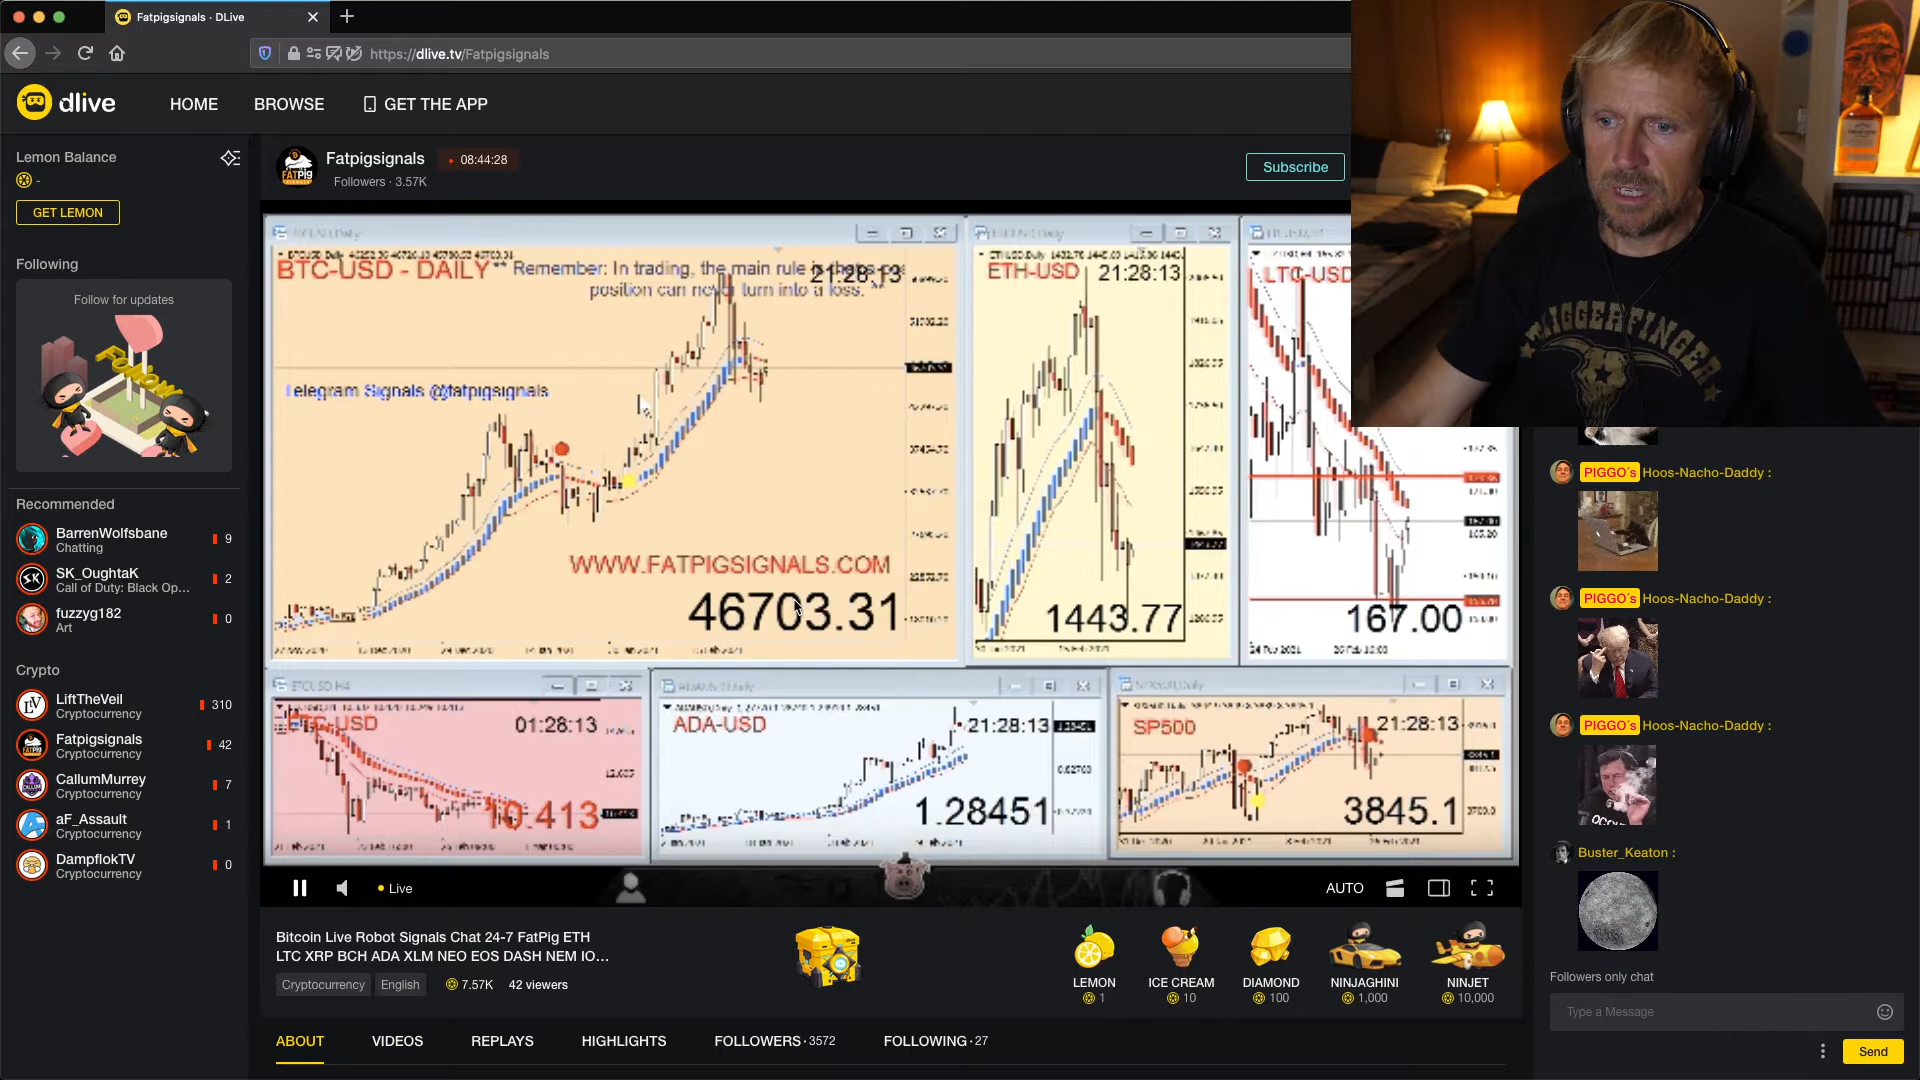 Fatpigsignals · DLive
https://dlive.tv/Fatpigsignals
dlive
HOME
BROWSE
GET THE APP
Lemon Balance
-
GET LEMON
Following
Follow for updates
FOLLOW
Recommended
BarrenWolfsbane
Chatting
9
SK_OughtaK
Call of Duty: Black Op...
2
fuzzyg182
Art
0
Crypto
LiftTheVeil
Cryptocurrency
310
Fatpigsignals
Cryptocurrency
42
CallumMurrey
Cryptocurrency
7
aF_Assault
Cryptocurrency
1
DampflokTV
Cryptocurrency
0
FATPig
Fatpigsignals
08:44:28
Followers · 3.57K
Subscribe
BTC-USD - DAILY
** Remember: In trading, the main rule is
position can never turn into a loss. **
21:28:13
Telegram Signals @fatpigsignals
WWW.FATPIGSIGNALS.COM
46703.31
ETH-USD
21:28:13
1443.77
LTC-USD
167.00
BTC-USD
01:28:13
10.413
ADA-USD
21:28:13
1.28451
SP500
21:28:13
3845.1
Live
AUTO
Bitcoin Live Robot Signals Chat 24-7 FatPig ETH
LTC XRP BCH ADA XLM NEO EOS DASH NEM IO...
Cryptocurrency
English
7.57K
42 viewers
LEMON
1
ICE CREAM
10
DIAMOND
100
NINJAGHINI
1,000
NINJET
10,000
ABOUT
VIDEOS
REPLAYS
HIGHLIGHTS
FOLLOWERS · 3572
FOLLOWING · 27
TRIGGERFINGER
PIGGO's Hoos-Nacho-Daddy :
PIGGO's Hoos-Nacho-Daddy :
PIGGO's Hoos-Nacho-Daddy :
Buster_Keaton :
Followers only chat
Type a Message
Send